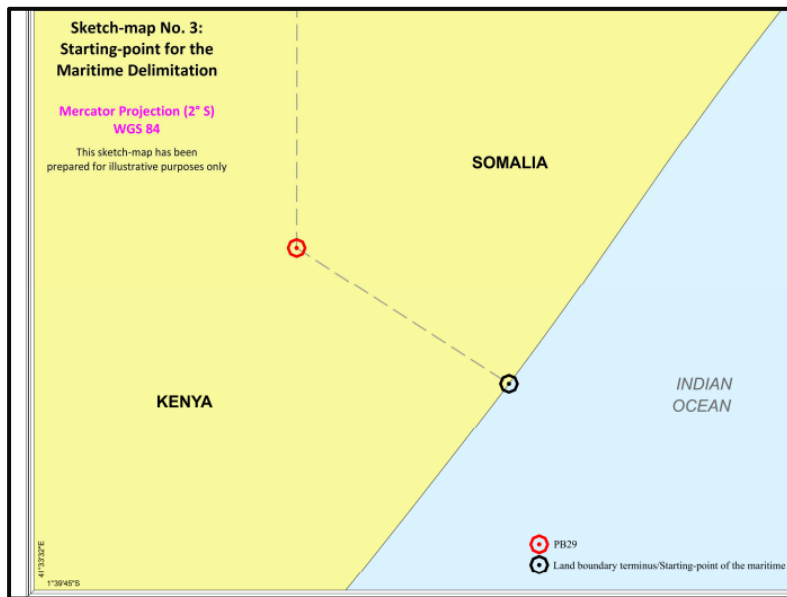 Sketch-map No. 3:
Starting-point for the
Maritime Delimitation
Mercator Projection (2° S)
WGS 84
This sketch-map has been
prepared for illustrative purposes only
SOMALIA
KENYA
INDIAN
OCEAN
PB29
Land boundary terminus/Starting-point of the maritime
41°33'32"E
1°39'45"S